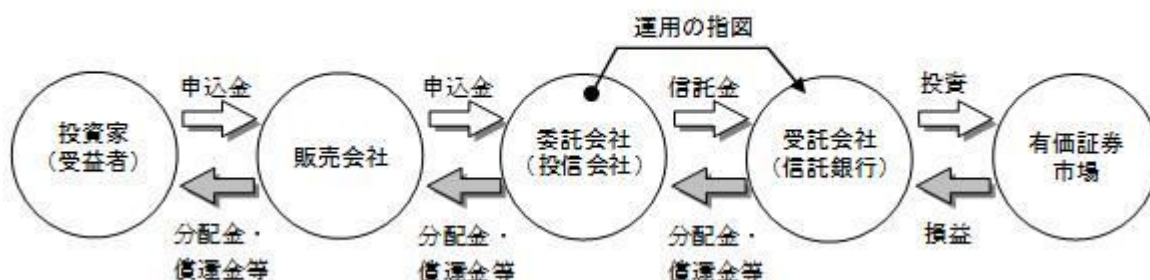 運用の指図
申込金
申込金
信託金
投資
投資家
（受益者）
販売会社
委託会社
（投信会社）
受託会社
（信託銀行）
有価証券
市場
分配金・
償還金等
分配金・
償還金等
分配金・
償還金等
損益